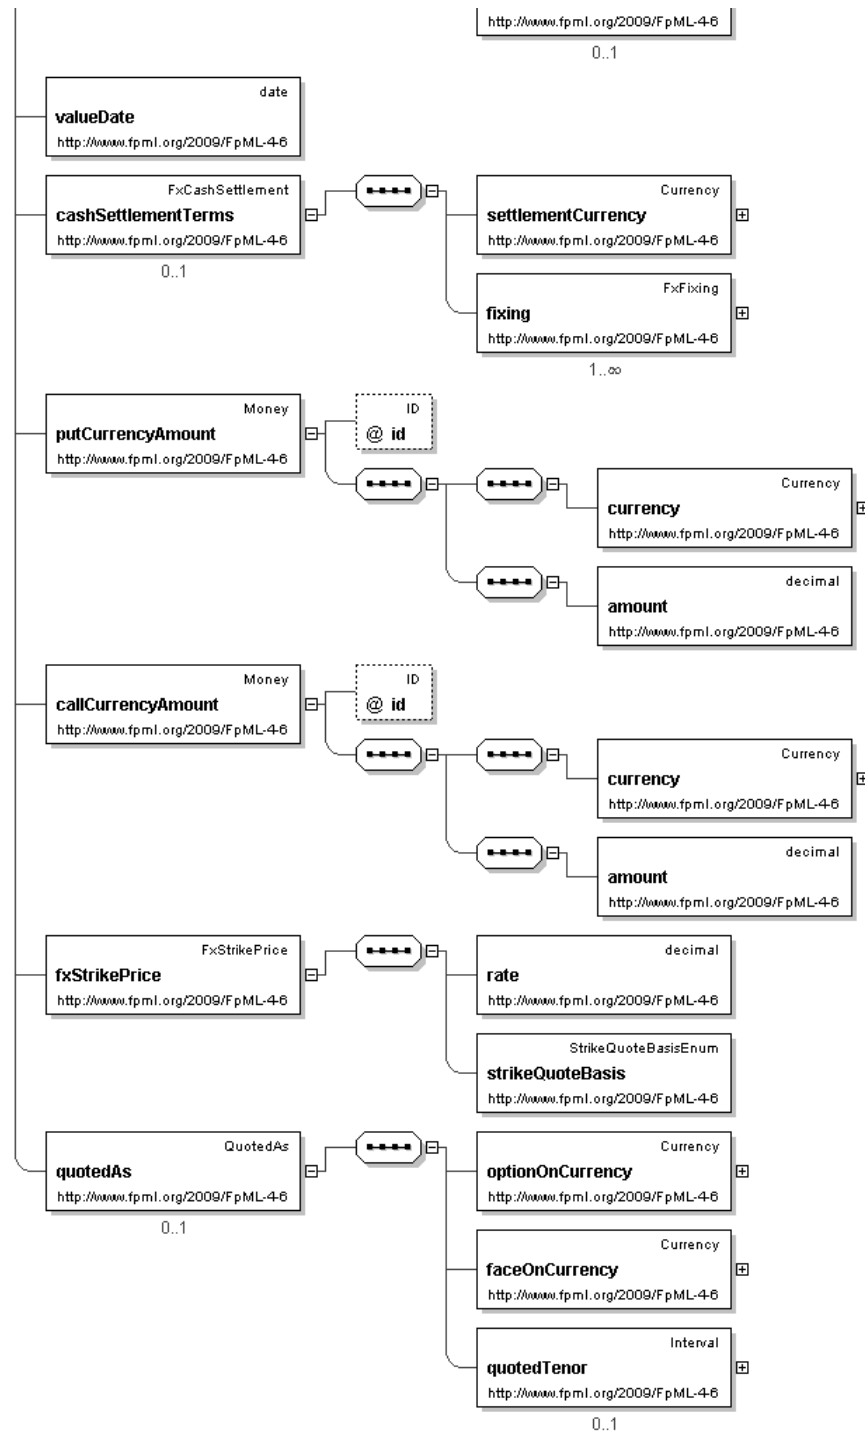 http://www.fpml.org/2009/FpML-4-6
0..1
date
valueDate
http://www.fpml.org/2009/FpML-4-6
FxCashSettlement
cashSettlementTerms
http://www.fpml.org/2009/FpML-4-6
0..1
Currency
settlementCurrency
http://www.fpml.org/2009/FpML-4-6
FxFixing
fixing
http://www.fpml.org/2009/FpML-4-6
1..∞
Money
putCurrencyAmount
http://www.fpml.org/2009/FpML-4-6
ID
@ id
Currency
currency
http://www.fpml.org/2009/FpML-4-6
decimal
amount
http://www.fpml.org/2009/FpML-4-6
Money
callCurrencyAmount
http://www.fpml.org/2009/FpML-4-6
ID
@ id
Currency
currency
http://www.fpml.org/2009/FpML-4-6
decimal
amount
http://www.fpml.org/2009/FpML-4-6
FxStrikePrice
fxStrikePrice
http://www.fpml.org/2009/FpML-4-6
decimal
rate
http://www.fpml.org/2009/FpML-4-6
StrikeQuoteBasisEnum
strikeQuoteBasis
http://www.fpml.org/2009/FpML-4-6
QuotedAs
quotedAs
http://www.fpml.org/2009/FpML-4-6
0..1
Currency
optionOnCurrency
http://www.fpml.org/2009/FpML-4-6
Currency
faceOnCurrency
http://www.fpml.org/2009/FpML-4-6
Interval
quotedTenor
http://www.fpml.org/2009/FpML-4-6
0..1